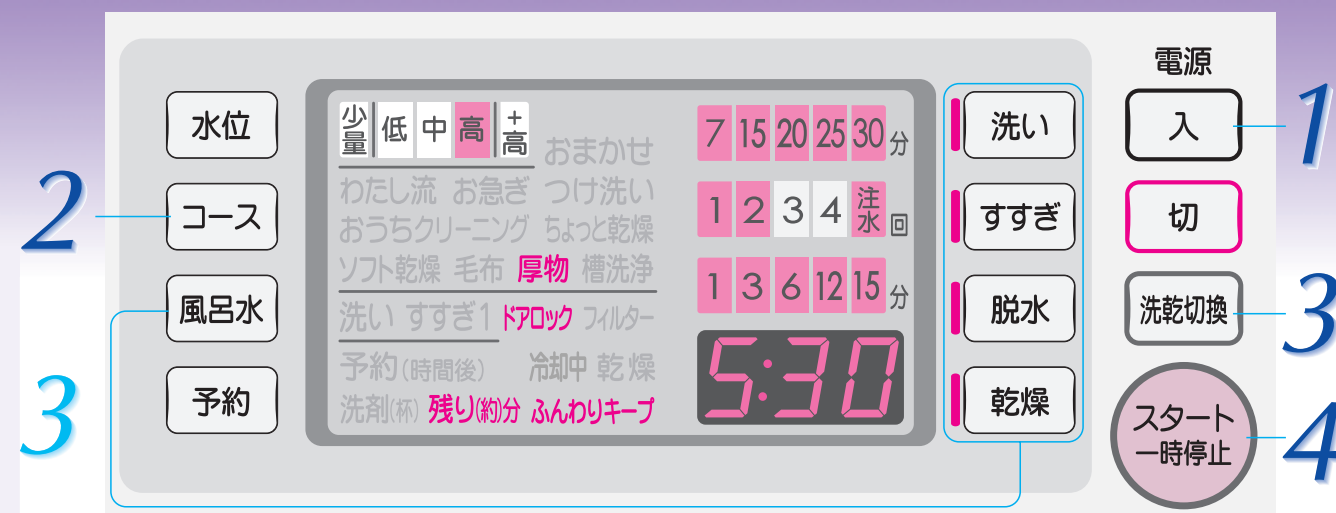 電源
入
切
洗乾切換
スタート
一時停止
1
2
3
3
4
水位
コース
風呂水
予約
少量 低 中 高 +高
おまかせ
わたし流 お急ぎ つけ洗い
おうちクリーニング ちょっと乾燥
ソフト乾燥 毛布 厚物 槽洗浄
洗い すすぎ1 ドアロック フィルター
予約(時間後) 冷却中 乾燥
洗剤(杯) 残り(約)分 ふんわりキープ
7 15 20 25 30 分
1 2 3 4 注水 回
1 3 6 12 15 分
5:30
洗い
すすぎ
脱水
乾燥